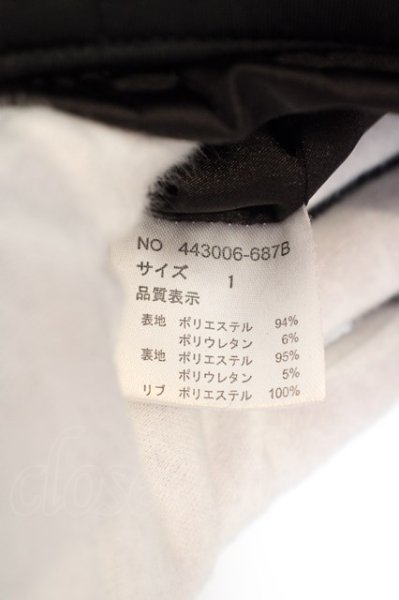 NO 443006-687B
サイズ 1
品質表示
表地 ポリエステル 94%
ポリウレタン 6%
裏地 ポリエステル 95%
ポリウレタン 5%
リブ ポリエステル 100%